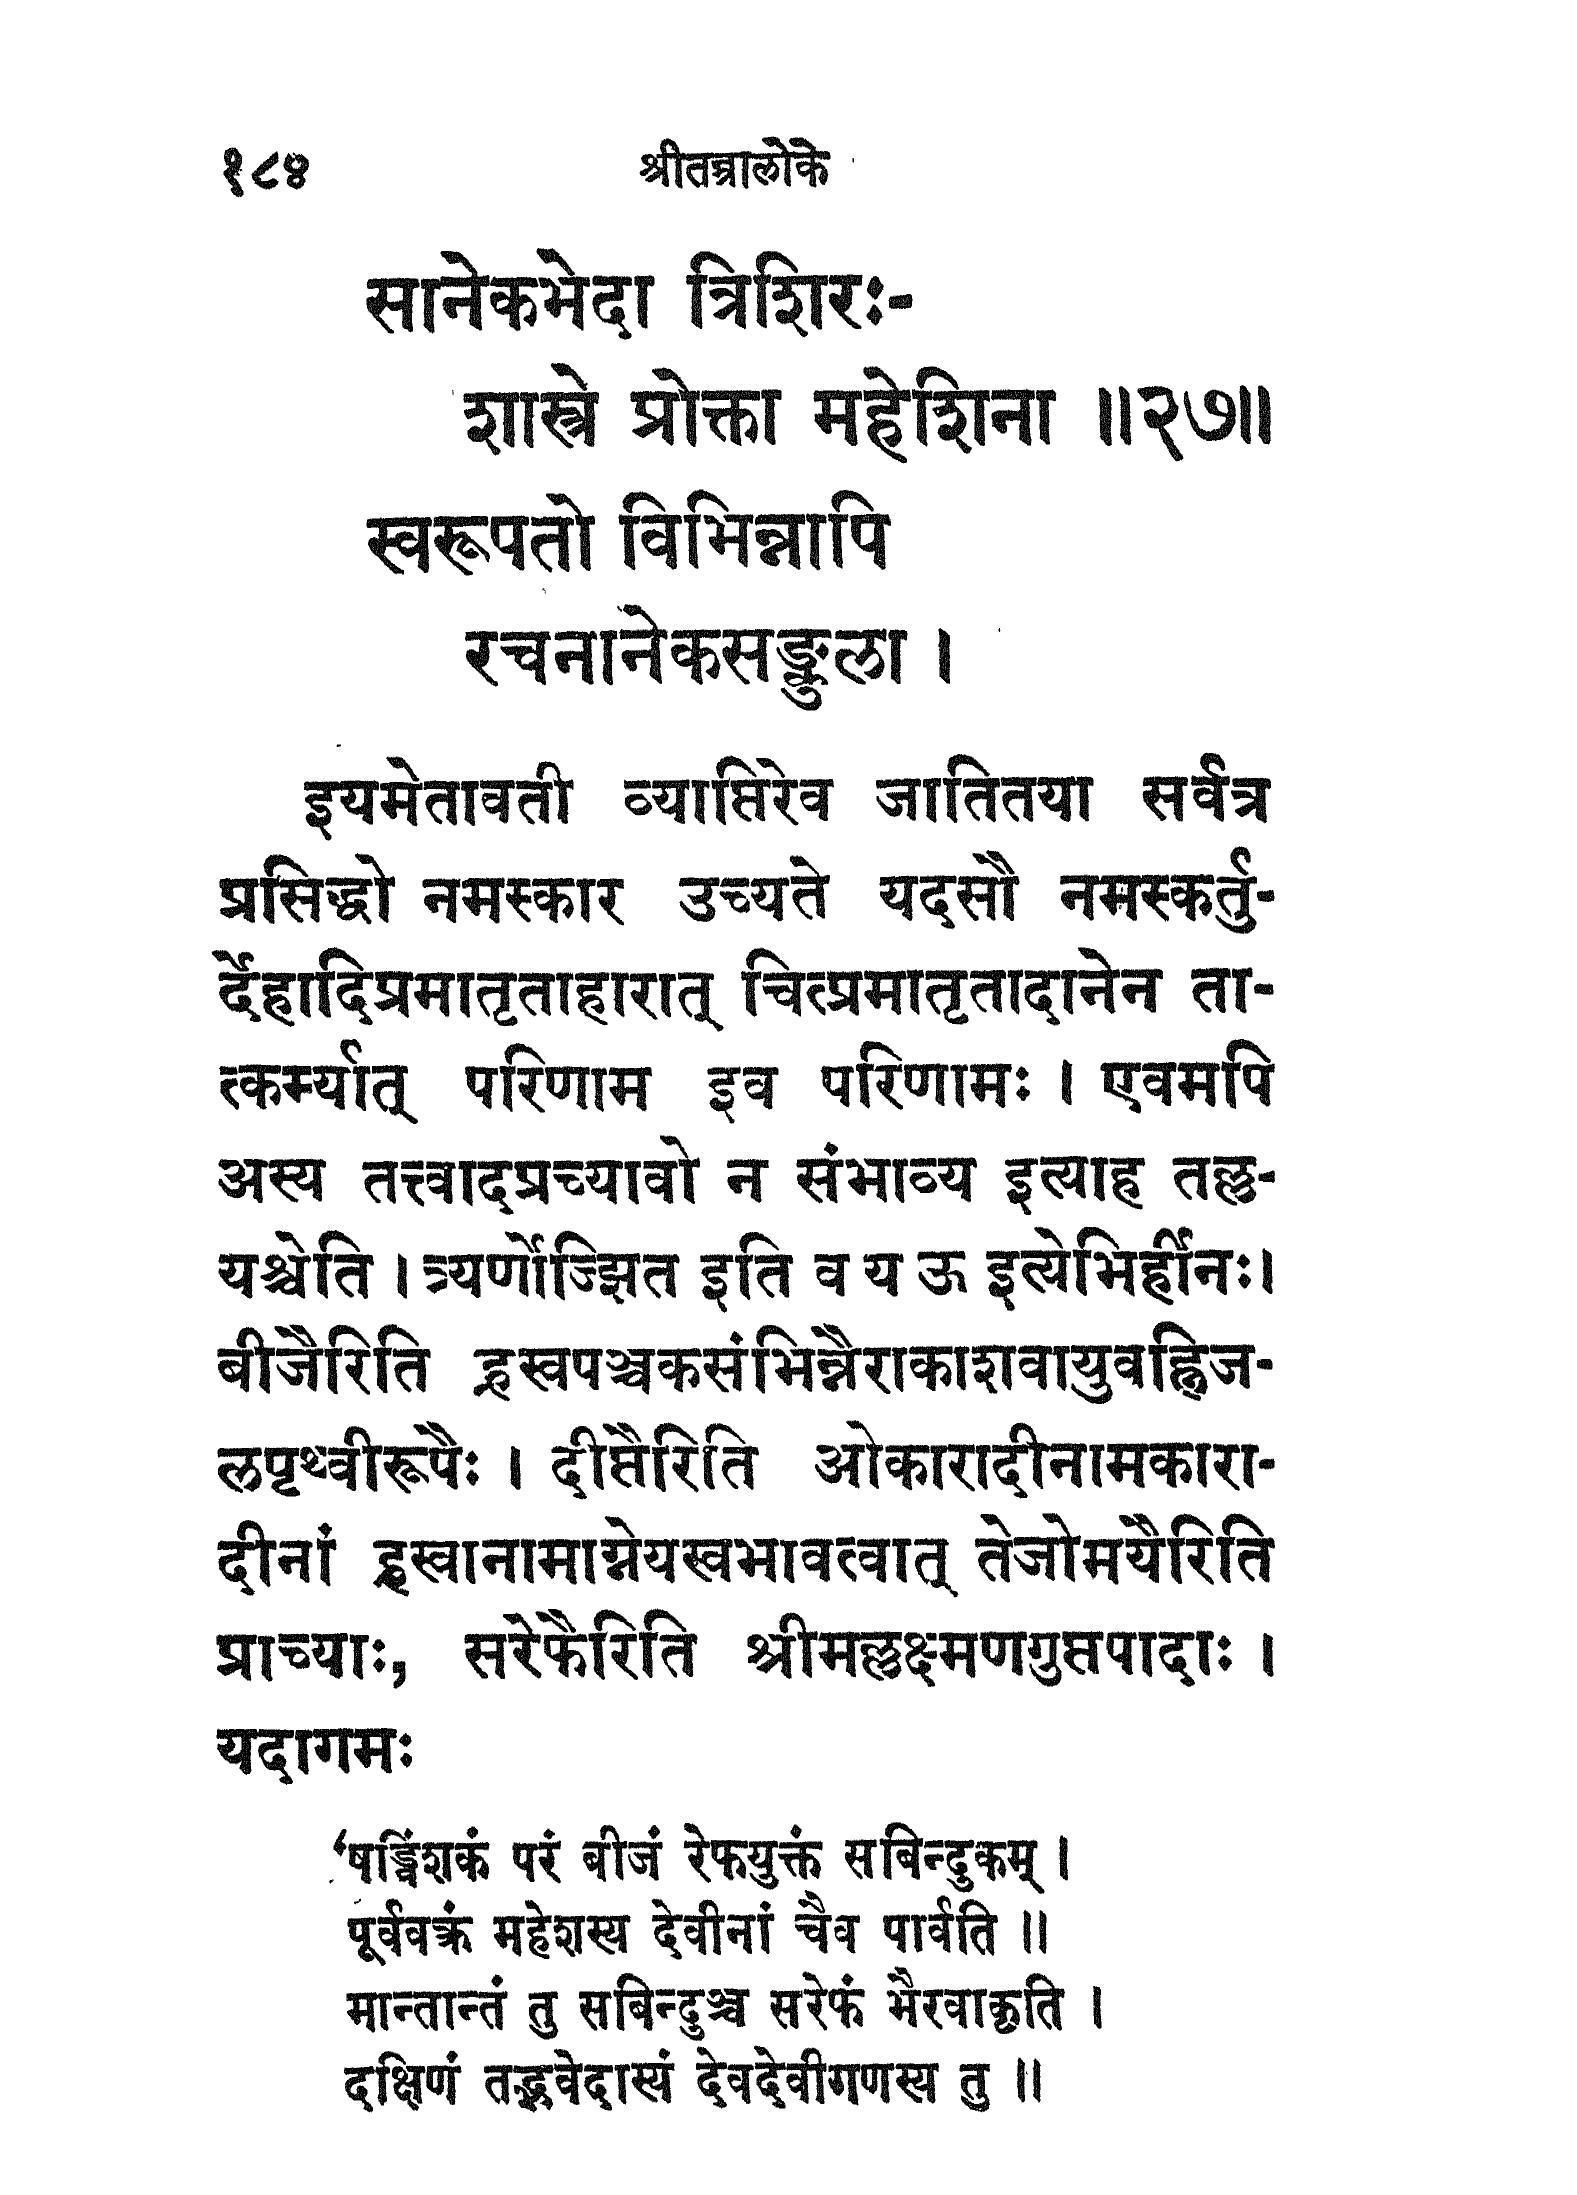 १८४ श्रीतन्त्रालोके
सानेकभेदा त्रिशिरः-
शास्त्रे प्रोक्ता महेशिना ॥२७॥
स्वरूपतो विभिन्नापि
रचनानेकसङ्कुला ।
इयमेतावती व्याप्तिरेव जातितया सर्वत्र
प्रसिद्धो नमस्कार उच्यते यदसौ नमस्कर्तु-
र्देहादिप्रमातृताहारात् चित्प्रमातृतादानेन ता-
त्कर्म्यात् परिणाम इव परिणामः । एवमपि
अस्य तत्त्वादप्रच्यावो न संभाव्य इत्याह तल्ल-
यश्चेति । त्र्यर्णोज्झित इति व य ऊ इत्येभिर्हीनः ।
बीजैरिति ह्रस्वपञ्चकसंभिन्नैराकाशवायुवह्निज-
लपृथ्वीरूपैः । दीप्तैरिति ओकारादीनामकारा-
दीनां ह्रस्वानामाग्नेयस्वभावत्वात् तेजोमयैरिति
प्राच्याः, सरेफैरिति श्रीमल्लक्ष्मणगुप्तपादाः ।
यदागमः
‘षड्विंशकं परं बीजं रेफयुक्तं सबिन्दुकम् ।
पूर्ववक्त्रं महेशस्य देवीनां चैव पार्वति ॥
मान्तान्तं तु सबिन्दुश्च सरेफं भैरवाकृति ।
दक्षिणं तद्भवेदास्यं देवदेवीगणस्य तु ॥